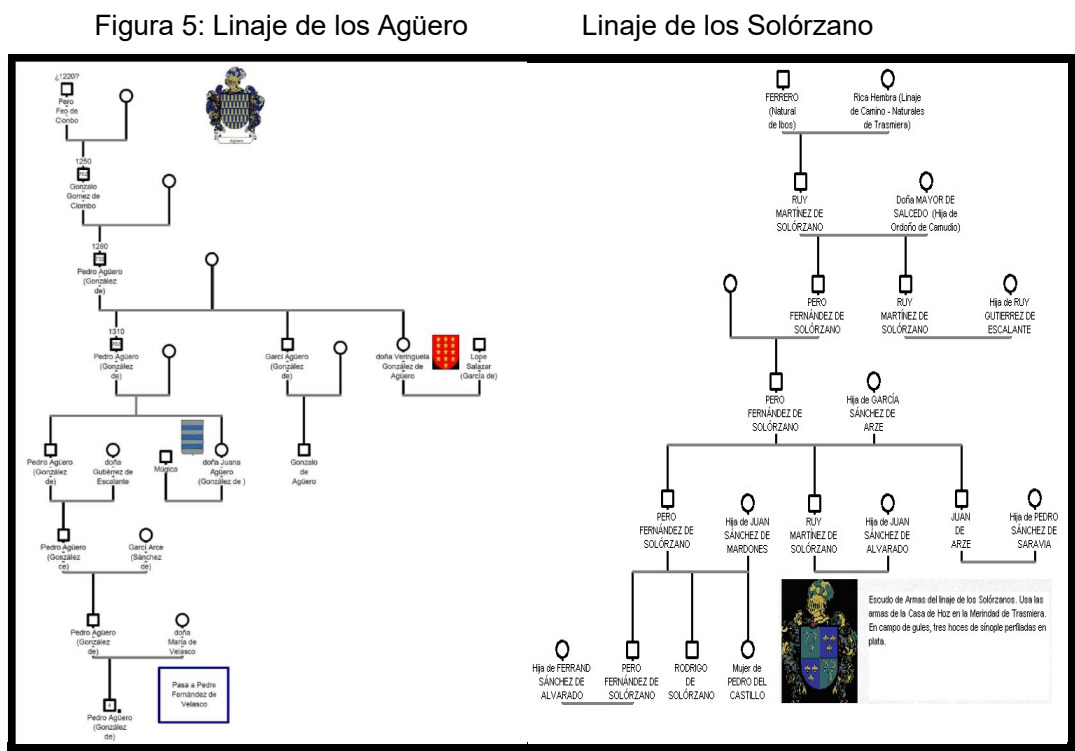 Figura 5: Linaje de los Agüero
Linaje de los Solórzano
¿1220?
Pero
Feo de
Ciombo
1250
Gonzalo
Gomez de
Ciombo
1280
Pedro Agüero
(González
de)
1310
Pedro Agüero
(González
de)
Garci Agüero
(González
de)
doña Veringuela
González de
Agüero
Lope
Salazar
(García de)
Pedro Agüero
(González
de)
doña
Gutiérrez de
Escalante
Múgica
doña Juana
Agüero
(González de )
Gonzalo
de
Agüero
Pedro Agüero
(González
de)
Garci Arce
(Sánchez
de)
Pedro Agüero
(González
de)
doña
María de
Velasco
Pasa a Pedro
Fernández de
Velasco
Pedro Agüero
(González
de)
FERRERO
(Natural
de Ibos)
Rica Hembra (Linaje
de Camino - Naturales
de Trasmiera)
RUY
MARTÍNEZ DE
SOLÓRZANO
Doña MAYOR DE
SALCEDO (Hija de
Ordoño de Camudio)
PERO
FERNÁNDEZ DE
SOLÓRZANO
RUY
MARTÍNEZ DE
SOLÓRZANO
Hija de RUY
GUTIERREZ DE
ESCALANTE
PERO
FERNÁNDEZ DE
SOLÓRZANO
Hija de GARCÍA
SÁNCHEZ DE
ARZE
PERO
FERNÁNDEZ DE
SOLÓRZANO
Hija de JUAN
SÁNCHEZ DE
MARDONES
RUY
MARTÍNEZ DE
SOLÓRZANO
Hija de JUAN
SÁNCHEZ DE
ALVARADO
JUAN
DE
ARZE
Hija de PEDRO
SÁNCHEZ DE
SARAVIA
Hija de FERRAND
SÁNCHEZ DE
ALVARADO
PERO
FERNÁNDEZ DE
SOLÓRZANO
RODRIGO
DE
SOLÓRZANO
Mujer de
PEDRO DEL
CASTILLO
Escudo de Armas del linaje de los Solórzanos. Usa las
armas de la Casa de Hoz en la Merindad de Trasmiera.
En campo de gules, tres hoces de sínople perfiladas en
plata.